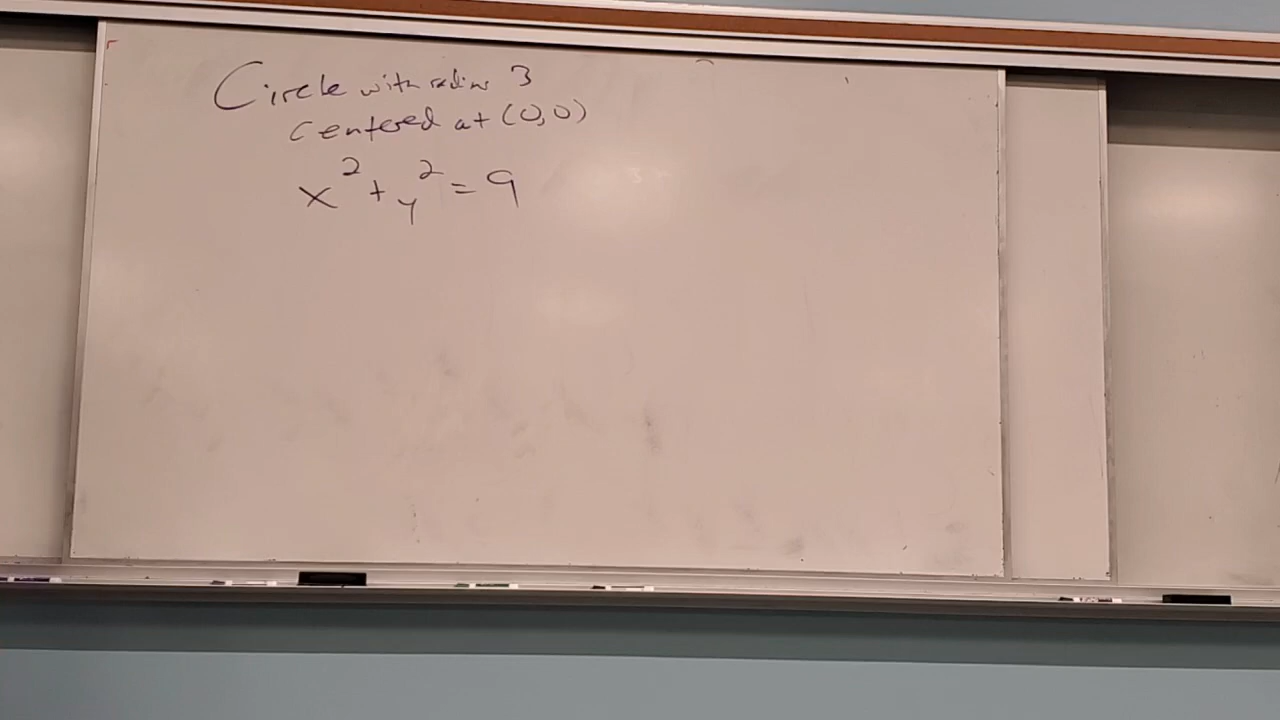 Circle with radius 3
centered at (0,0)
x² + y² = 9